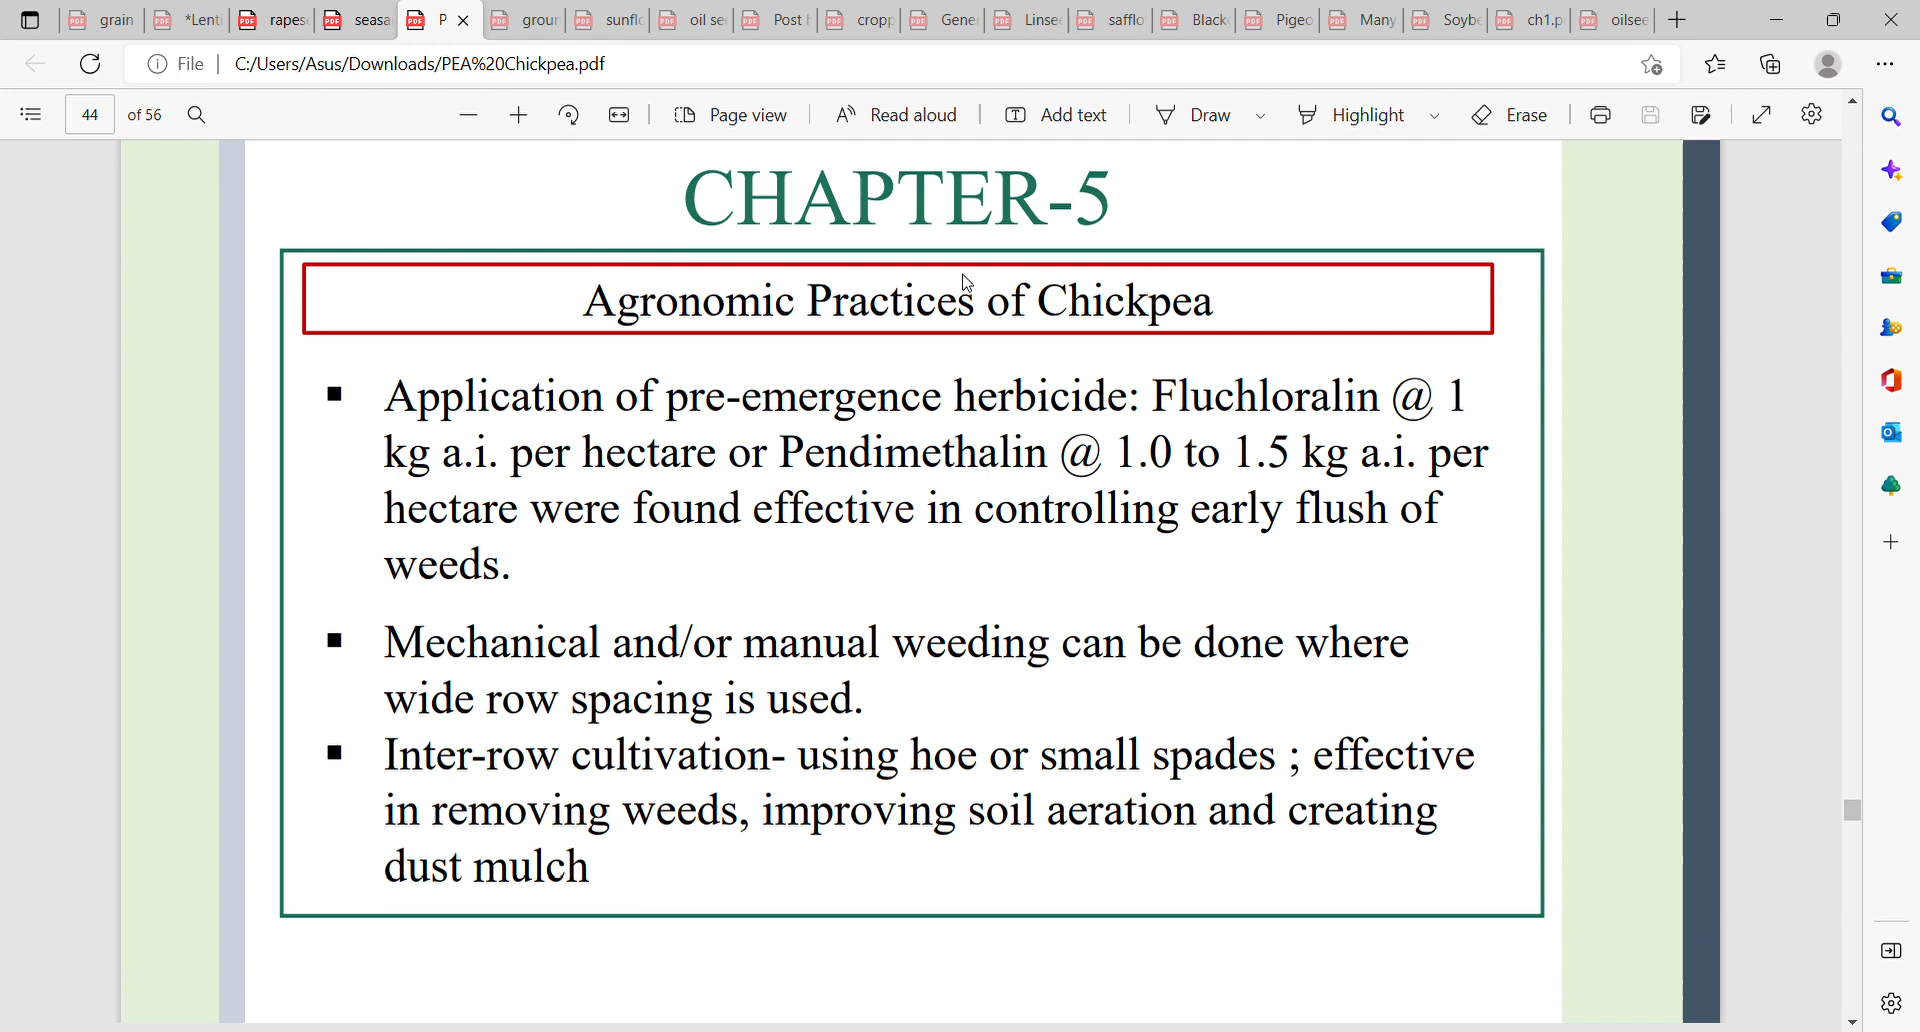 grain
*Lenti
rapes
seasa
P
grour
sunflo
oil se
Post h
cropp
Gene
Linse
safflo
Black
Pigeo
Many
Soybe
ch1.p
oilsee
File
C:/Users/Asus/Downloads/PEA%20Chickpea.pdf
44 of 56
Page view
Read aloud
Add text
Draw
Highlight
Erase
CHAPTER-5
Agronomic Practices of Chickpea
▪ Application of pre-emergence herbicide: Fluchloralin @ 1
kg a.i. per hectare or Pendimethalin @ 1.0 to 1.5 kg a.i. per
hectare were found effective in controlling early flush of
weeds.
▪ Mechanical and/or manual weeding can be done where
wide row spacing is used.
▪ Inter-row cultivation- using hoe or small spades ; effective
in removing weeds, improving soil aeration and creating
dust mulch